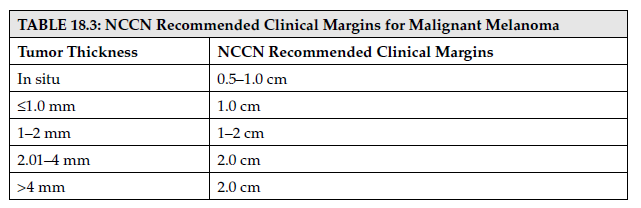 TABLE 18.3: NCCN Recommended Clinical Margins for Malignant Melanoma
Tumor Thickness NCCN Recommended Clinical Margins
In situ 0.5–1.0 cm
≤1.0 mm 1.0 cm
1–2 mm 1–2 cm
2.01–4 mm 2.0 cm
>4 mm 2.0 cm